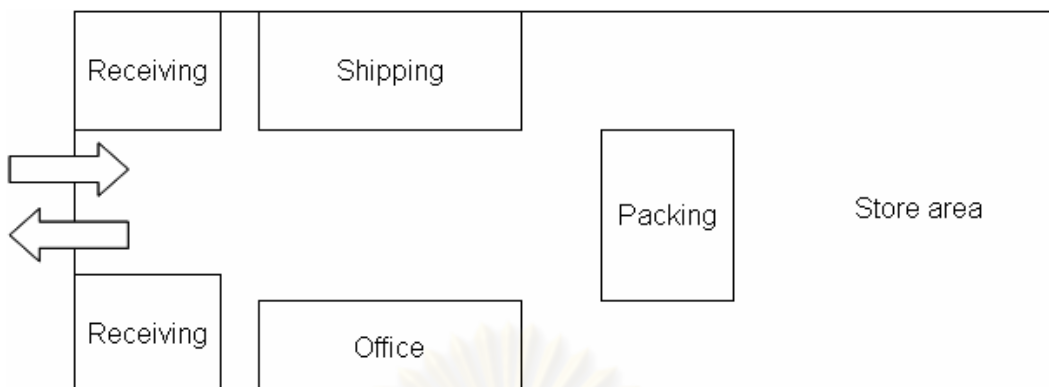 Receiving
Shipping
Packing
Store area
Receiving
Office